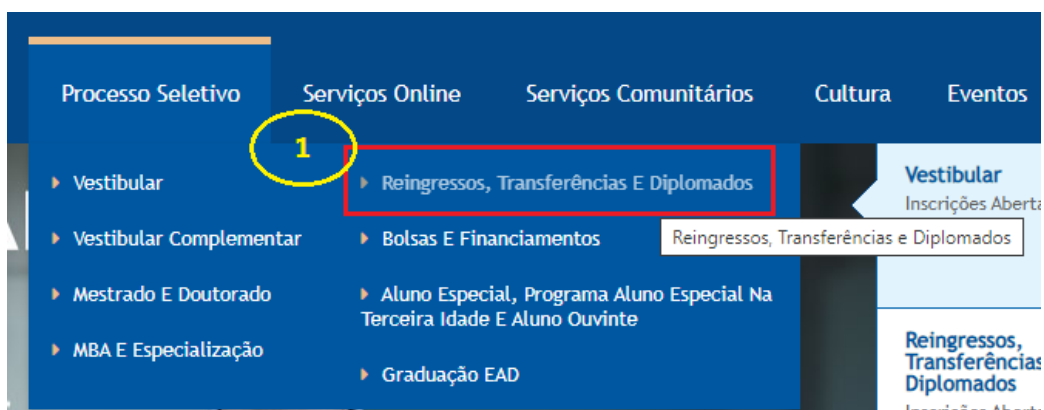 Processo Seletivo
Serviços Online
Serviços Comunitários
Cultura
Eventos
1
Vestibular
Vestibular Complementar
Mestrado E Doutorado
MBA E Especialização
Reingressos, Transferências E Diplomados
Bolsas E Financiamentos
Aluno Especial, Programa Aluno Especial Na
Terceira Idade E Aluno Ouvinte
Graduação EAD
Reingressos, Transferências e Diplomados
Vestibular
Inscrições Aberta
Reingressos,
Transferências
Diplomados